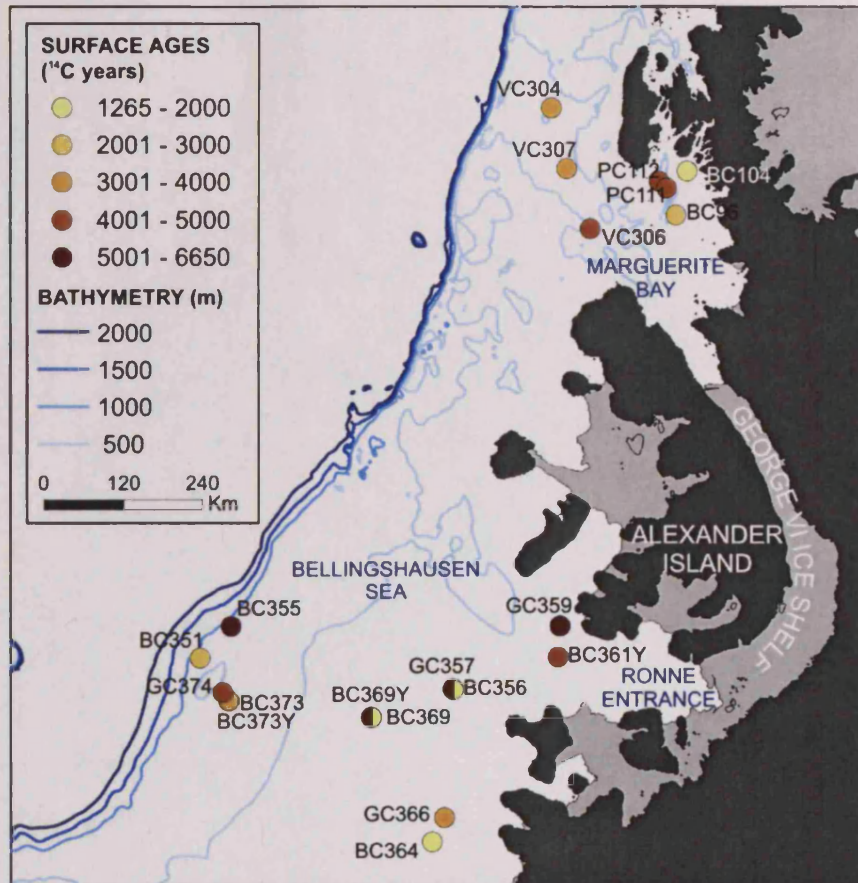 SURFACE AGES
(¹⁴C years)
1265 - 2000
2001 - 3000
3001 - 4000
4001 - 5000
5001 - 6650
BATHYMETRY (m)
2000
1500
1000
500
0 120 240
Km
VC304
VC307
PC112
PC111
BC104
BC96
VC306
MARGUERITE
BAY
GEORGE VI ICE SHELF
ALEXANDER
ISLAND
BELLINGSHAUSEN
SEA
BC355
GC359
BC351
BC361Y
GC374
BC373
BC373Y
GC357
BC356
RONNE
ENTRANCE
BC369Y
BC369
GC366
BC364